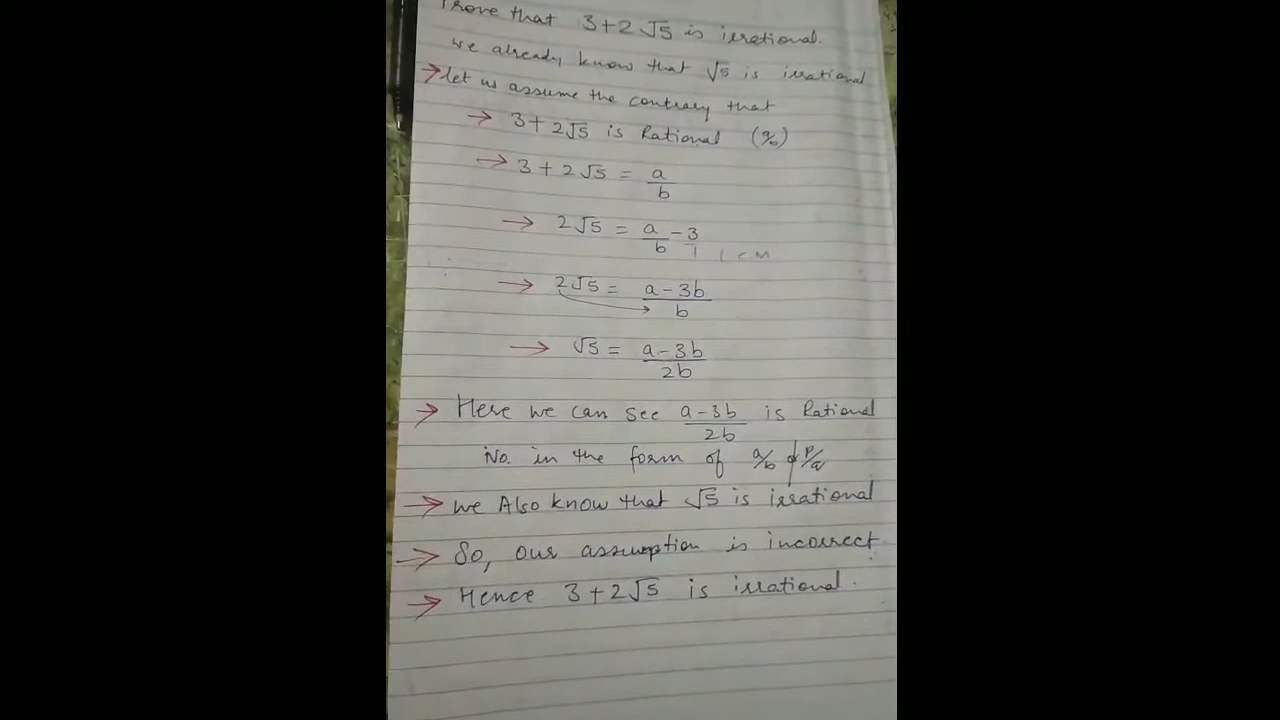 Prove that 3+2√5 is irrational.
we already know that √5 is irrational
→ let us assume the contrary that
→ 3+2√5 is Rational (a/b)
→ 3+2√5 = a/b
→ 2√5 = a/b - 3/1 LCM
→ 2√5 = a-3b/b
→ √5 = a-3b/2b
→ Here we can see a-3b/2b is Rational
No. in the form of a/b or P/q
→ we Also know that √5 is irrational
→ So, our assumption is incorrect
→ Hence 3+2√5 is irrational.